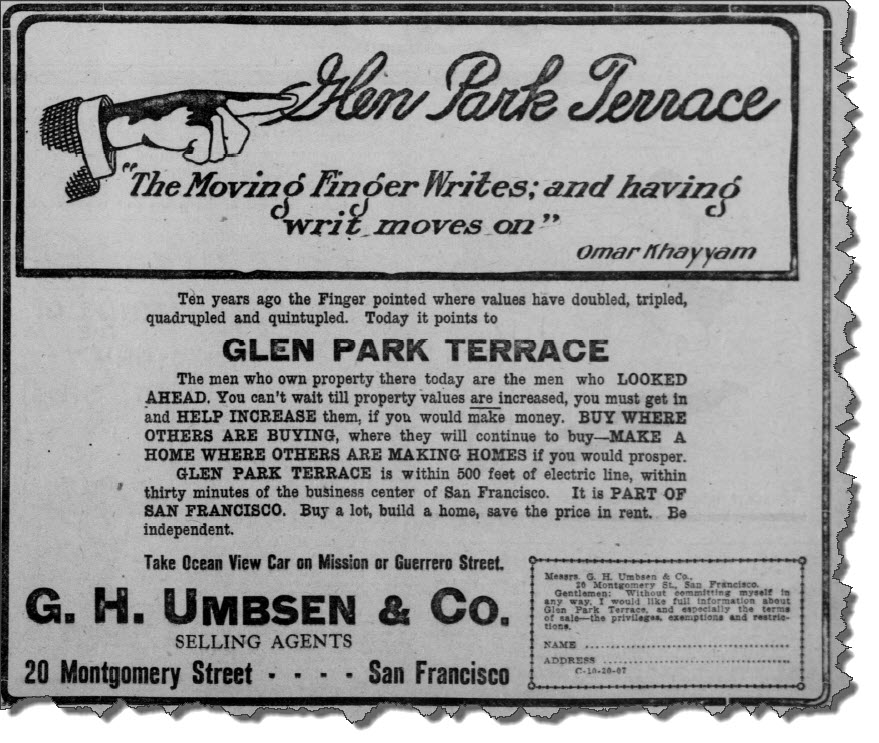 Glen Park Terrace
"The Moving Finger Writes; and having
writ moves on"
Omar Khayyam
Ten years ago the Finger pointed where values have doubled, tripled,
quadrupled and quintupled. Today it points to
GLEN PARK TERRACE
The men who own property there today are the men who LOOKED
AHEAD. You can't wait till property values are increased, you must get in
and HELP INCREASE them, if you would make money. BUY WHERE
OTHERS ARE BUYING, where they will continue to buy—MAKE A
HOME WHERE OTHERS ARE MAKING HOMES if you would prosper.
GLEN PARK TERRACE is within 500 feet of electric line, within
thirty minutes of the business center of San Francisco. It is PART OF
SAN FRANCISCO. Buy a lot, build a home, save the price in rent. Be
independent.
Take Ocean View Car on Mission or Guerrero Street.
G. H. UMBSEN & CO.
SELLING AGENTS
20 Montgomery Street - - - - San Francisco
Messrs. G. H. Umbsen & Co.,
20 Montgomery St., San Francisco.
Gentlemen: Without committing myself in
any way, I would like full information about
Glen Park Terrace, and especially the terms
of sale—the privileges, exemptions and restric-
tions.
NAME
ADDRESS
C-10-20-07